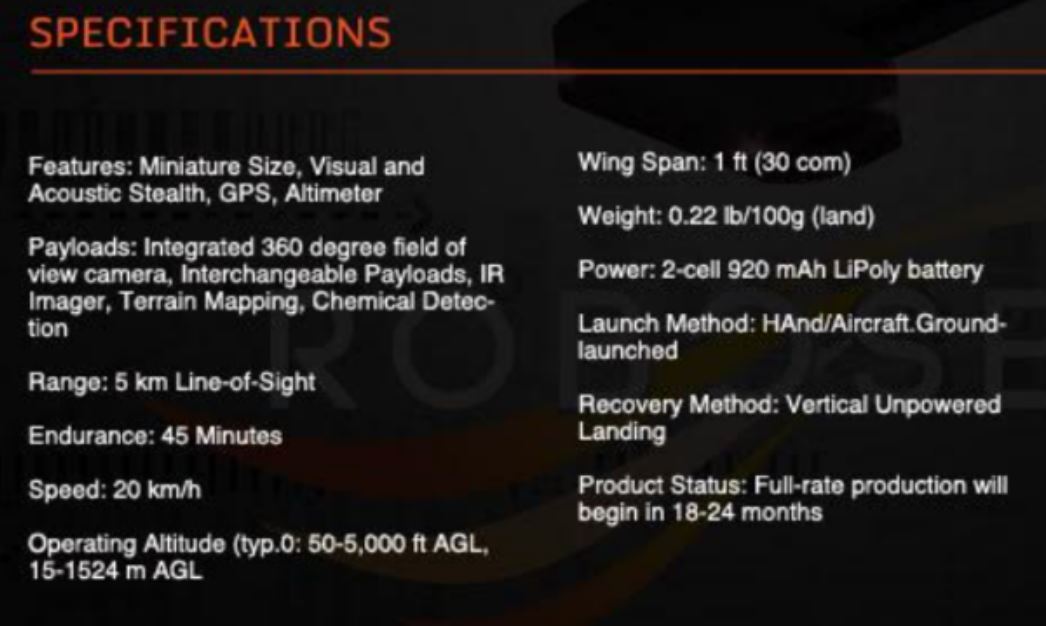 SPECIFICATIONS
Features: Miniature Size, Visual and
Acoustic Stealth, GPS, Altimeter
Payloads: Integrated 360 degree field of
view camera, Interchangeable Payloads, IR
Imager, Terrain Mapping, Chemical Detec-
tion
Range: 5 km Line-of-Sight
Endurance: 45 Minutes
Speed: 20 km/h
Operating Altitude (typ.0: 50-5,000 ft AGL,
15-1524 m AGL
Wing Span: 1 ft (30 com)
Weight: 0.22 lb/100g (land)
Power: 2-cell 920 mAh LiPoly battery
Launch Method: HAnd/Aircraft.Ground-
launched
Recovery Method: Vertical Unpowered
Landing
Product Status: Full-rate production will
begin in 18-24 months